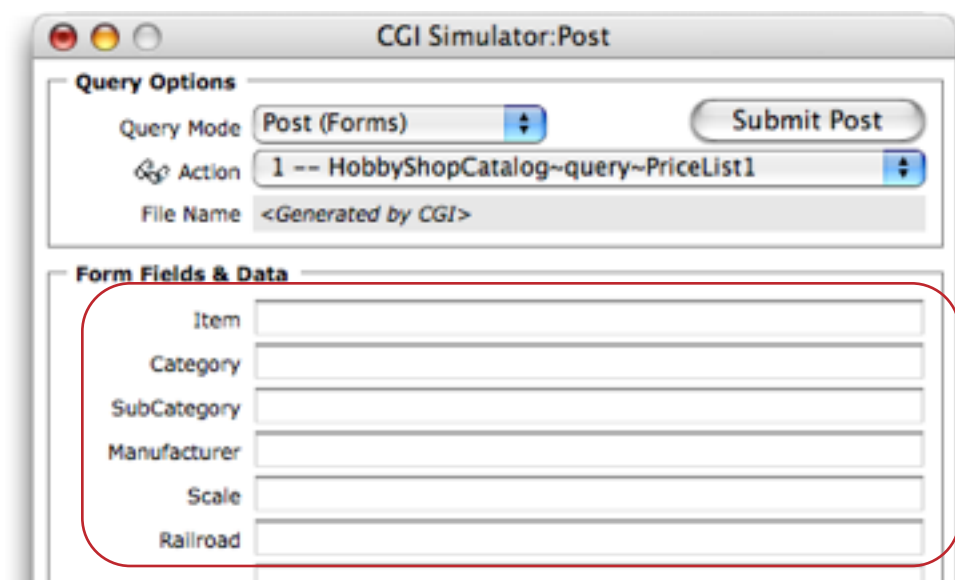 CGI Simulator:Post
Query Options
Query Mode Post (Forms) Submit Post
Action 1 -- HobbyShopCatalog~query~PriceList1
File Name <Generated by CGI>
Form Fields & Data
Item
Category
SubCategory
Manufacturer
Scale
Railroad